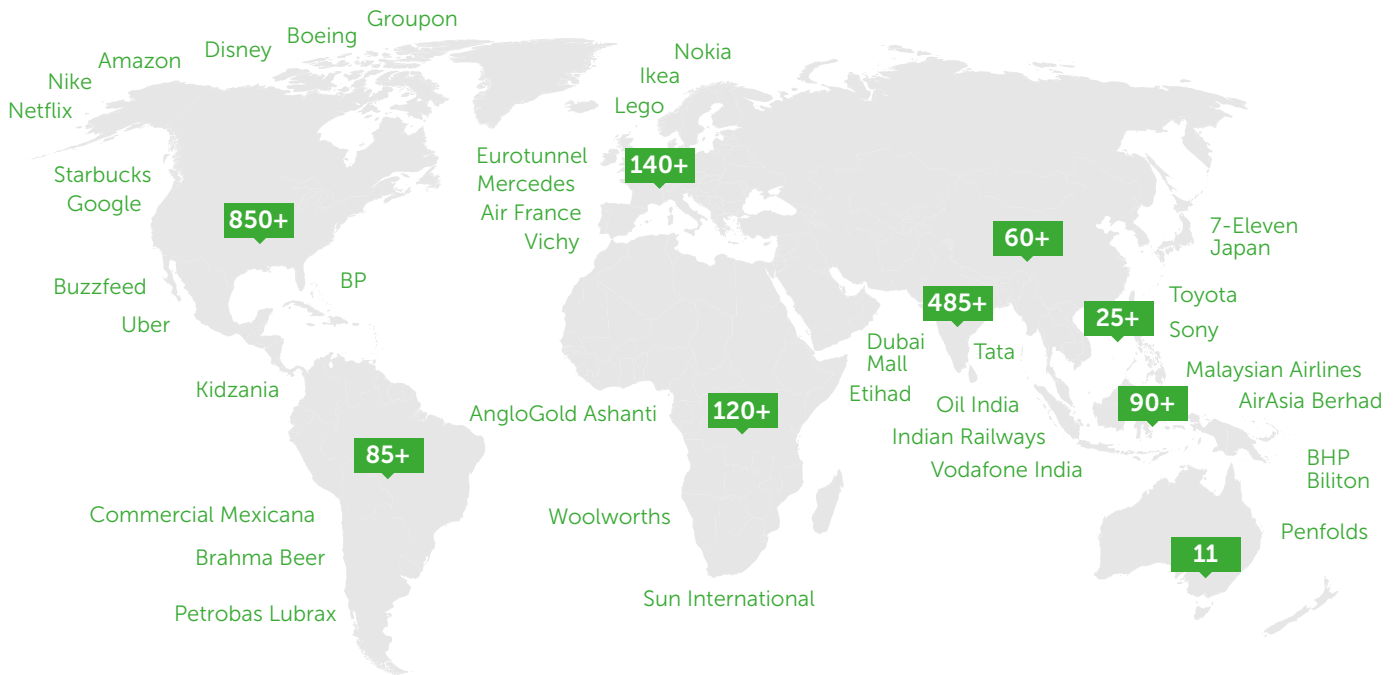 Groupon
Boeing
Disney
Amazon
Nike
Netflix
Starbucks
Google
850+
Buzzfeed
BP
Uber
Kidzania
85+
Commercial Mexicana
Brahma Beer
Petrobas Lubrax
Nokia
Ikea
Lego
Eurotunnel
140+
Mercedes
Air France
Vichy
AngloGold Ashanti
120+
Woolworths
Sun International
60+
7-Eleven
Japan
485+
25+
Toyota
Sony
Dubai
Mall
Tata
Etihad
Oil India
Indian Railways
Vodafone India
Malaysian Airlines
90+
AirAsia Berhad
BHP
Biliton
Penfolds
11